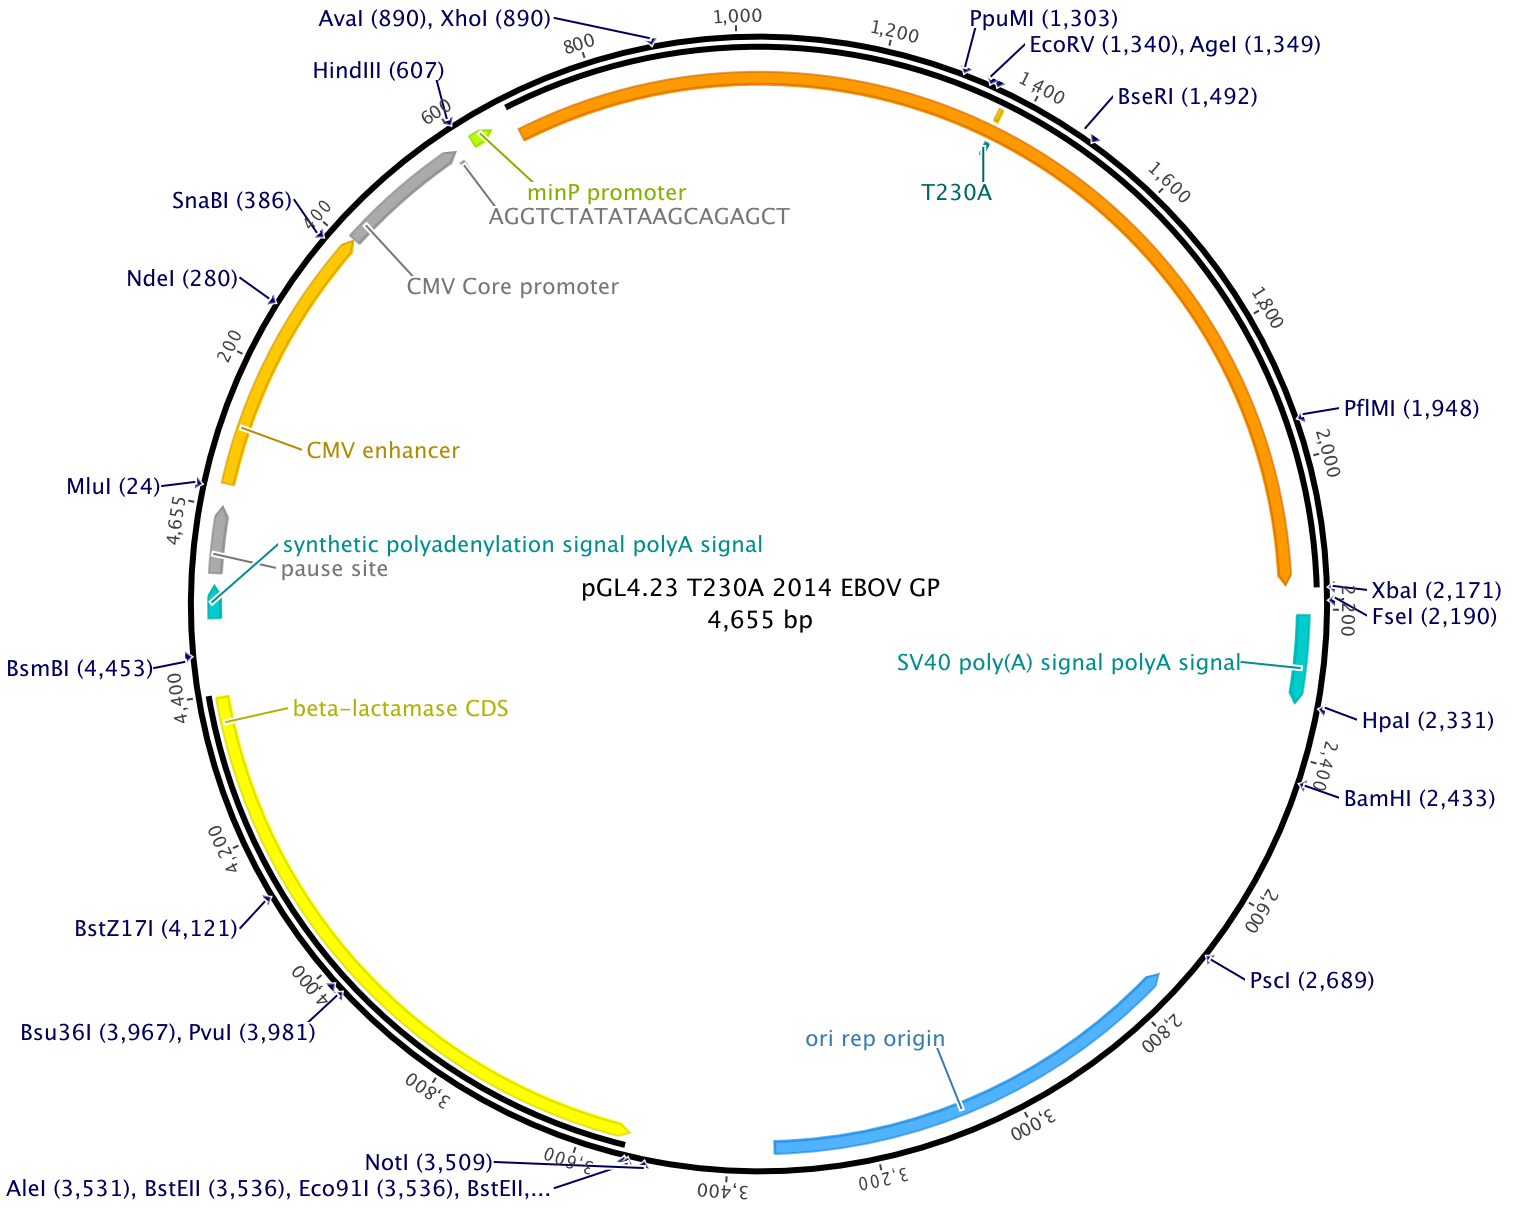 AvaI (890), XhoI (890)
1,000
PpuMI (1,303)
800
1,200
EcoRV (1,340), AgeI (1,349)
HindIII (607)
1,400
BseRI (1,492)
600
minP promoter
T230A
1,600
SnaBI (386)
400
AGGTCTATATAAGCAGAGCT
NdeI (280)
CMV Core promoter
1,800
200
PflMI (1,948)
CMV enhancer
2,000
MluI (24)
4,655
synthetic polyadenylation signal polyA signal
pause site
pGL4.23 T230A 2014 EBOV GP
4,655 bp
XbaI (2,171)
2,200
FseI (2,190)
BsmBI (4,453)
SV40 poly(A) signal polyA signal
4,400
beta-lactamase CDS
HpaI (2,331)
2,400
BamHI (2,433)
4,200
2,600
BstZ17I (4,121)
PscI (2,689)
4,000
Bsu36I (3,967), PvuI (3,981)
2,800
ori rep origin
3,800
3,000
NotI (3,509)
3,600
3,200
AleI (3,531), BstEII (3,536), Eco91I (3,536), BstEII,...
3,400